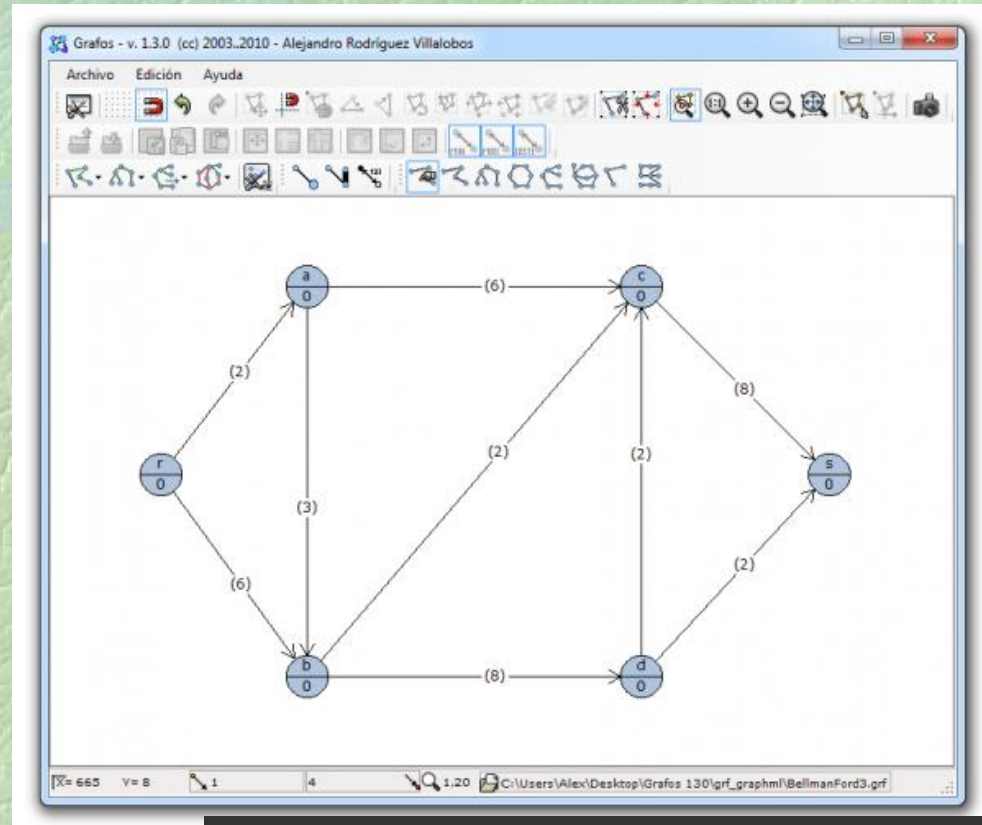 Grafos - v. 1.3.0 (cc) 2003..2010 - Alejandro Rodríguez Villalobos
Archivo Edición Ayuda
a
0
(6)
c
0
(2)
(8)
r
0
(2)
(2)
s
0
(3)
(6)
(2)
b
0
(8)
d
0
X= 665 Y= 8 1 4 1,20 C:\Users\Alex\Desktop\Grafos 130\grf_graphml\BellmanFord3.grf